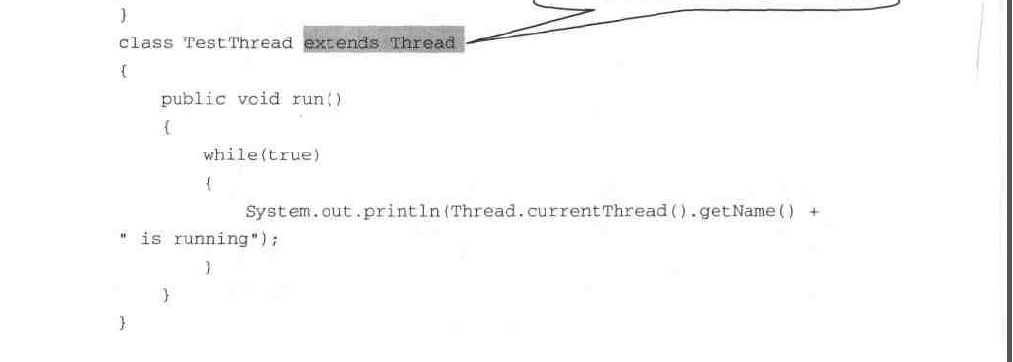 }
class TestThread extends Thread
{
public void run()
{
while(true)
{
System.out.println(Thread.currentThread().getName() +
" is running");
}
}
}